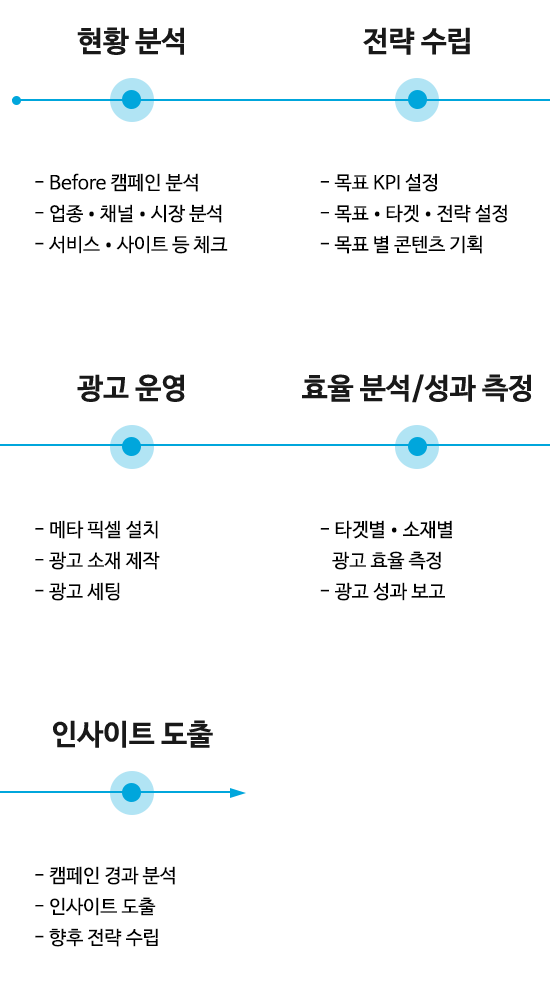 현황 분석
- Before 캠페인 분석
- 업종 • 채널 • 시장 분석
- 서비스 • 사이트 등 체크
전략 수립
- 목표 KPI 설정
- 목표 • 타겟 • 전략 설정
- 목표 별 콘텐츠 기획
광고 운영
- 메타 픽셀 설치
- 광고 소재 제작
- 광고 세팅
효율 분석/성과 측정
- 타겟별 • 소재별
광고 효율 측정
- 광고 성과 보고
인사이트 도출
- 캠페인 경과 분석
- 인사이트 도출
- 향후 전략 수립